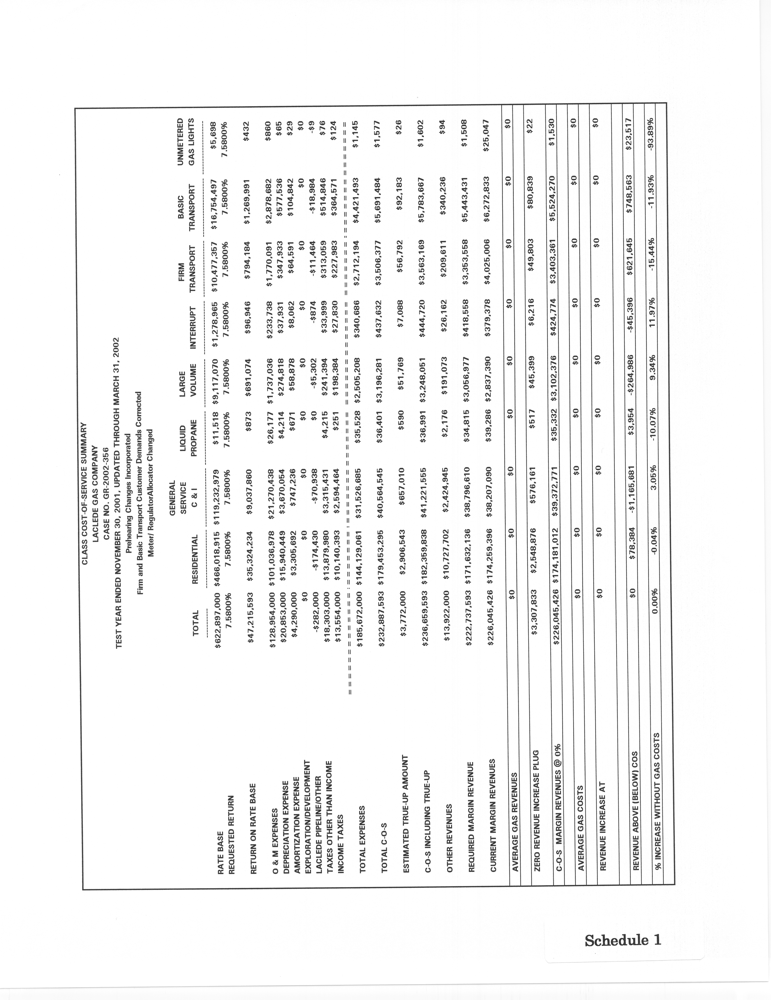 CLASS COST-OF-SERVICE SUMMARY
LACLEDE GAS COMPANY
CASE NO. GR-2002-356
TEST YEAR ENDED NOVEMBER 30, 2001, UPDATED THROUGH MARCH 31, 2002
Prehearing Changes Incorporated
Firm and Basic Transport Customer Demands Corrected
Meter/ RegulatorAllocator Changed
GENERAL
SERVICE LIQUID LARGE FIRM BASIC UNMETERED
TOTAL RESIDENTIAL C & I PROPANE VOLUME INTERRUPT TRANSPORT TRANSPORT GAS LIGHTS
RATE BASE $622,897,000 $466,018,915 $119,232,979 $11,518 $9,117,070 $1,278,965 $10,477,357 $16,754,497 $5,698
REQUESTED RETURN 7.5800% 7.5800% 7.5800% 7.5800% 7.5800% 7.5800% 7.5800% 7.5800% 7.5800%
RETURN ON RATE BASE $47,215,593 $35,324,234 $9,037,860 $873 $691,074 $96,946 $794,184 $1,269,991 $432
O & M EXPENSES $128,954,000 $101,036,978 $21,270,438 $26,177 $1,737,036 $233,738 $1,770,091 $2,878,682 $860
DEPRECIATION EXPENSE $20,853,000 $15,940,449 $3,670,054 $4,214 $274,818 $37,931 $347,933 $577,536 $65
AMORTIZATION EXPENSE $4,290,000 $3,305,692 $747,236 $671 $58,878 $8,062 $64,591 $104,842 $29
EXPLORATION/DEVELOPMENT $0 $0 $0 $0 $0 $0 $0 $0 $0
LACLEDE PIPELINE/OTHER -$282,000 -$174,430 -$70,938 $0 -$5,302 -$874 -$11,464 -$18,984 -$9
TAXES OTHER THAN INCOME $18,303,000 $13,879,980 $3,315,431 $4,215 $241,394 $33,999 $313,059 $514,846 $76
INCOME TAXES $13,554,000 $10,140,393 $2,594,464 $251 $198,384 $27,830 $227,983 $364,571 $124
TOTAL EXPENSES $185,672,000 $144,129,061 $31,526,685 $35,528 $2,505,208 $340,686 $2,712,194 $4,421,493 $1,145
TOTAL C-O-S $232,887,593 $179,453,295 $40,564,545 $36,401 $3,196,281 $437,632 $3,506,377 $5,691,484 $1,577
ESTIMATED TRUE-UP AMOUNT $3,772,000 $2,906,543 $657,010 $590 $51,769 $7,088 $56,792 $92,183 $26
C-O-S INCLUDING TRUE-UP $236,659,593 $182,359,838 $41,221,555 $36,991 $3,248,051 $444,720 $3,563,169 $5,783,667 $1,602
OTHER REVENUES $13,922,000 $10,727,702 $2,424,945 $2,176 $191,073 $26,162 $209,611 $340,236 $94
REQUIRED MARGIN REVENUE $222,737,593 $171,632,136 $38,796,610 $34,815 $3,056,977 $418,558 $3,353,558 $5,443,431 $1,508
CURRENT MARGIN REVENUES $226,045,426 $174,259,396 $38,207,090 $39,286 $2,837,390 $379,378 $4,025,006 $6,272,833 $25,047
AVERAGE GAS REVENUES $0 $0 $0 $0 $0 $0 $0 $0 $0
ZERO REVENUE INCREASE PLUG $3,307,833 $2,548,876 $576,161 $517 $45,399 $6,216 $49,803 $80,839 $22
C-O-S MARGIN REVENUES @ 0% $226,045,426 $174,181,012 $39,372,771 $35,332 $3,102,376 $424,774 $3,403,361 $5,524,270 $1,530
AVERAGE GAS COSTS $0 $0 $0 $0 $0 $0 $0 $0 $0
REVENUE INCREASE AT $0 $0 $0 $0 $0 $0 $0 $0 $0
REVENUE ABOVE (BELOW) COS $0 $78,384 -$1,165,681 $3,954 -$264,986 -$45,396 $621,645 $748,563 $23,517
% INCREASE WITHOUT GAS COSTS 0.00% -0.04% 3.05% -10.07% 9.34% 11.97% -15.44% -11.93% -93.89%
Schedule 1